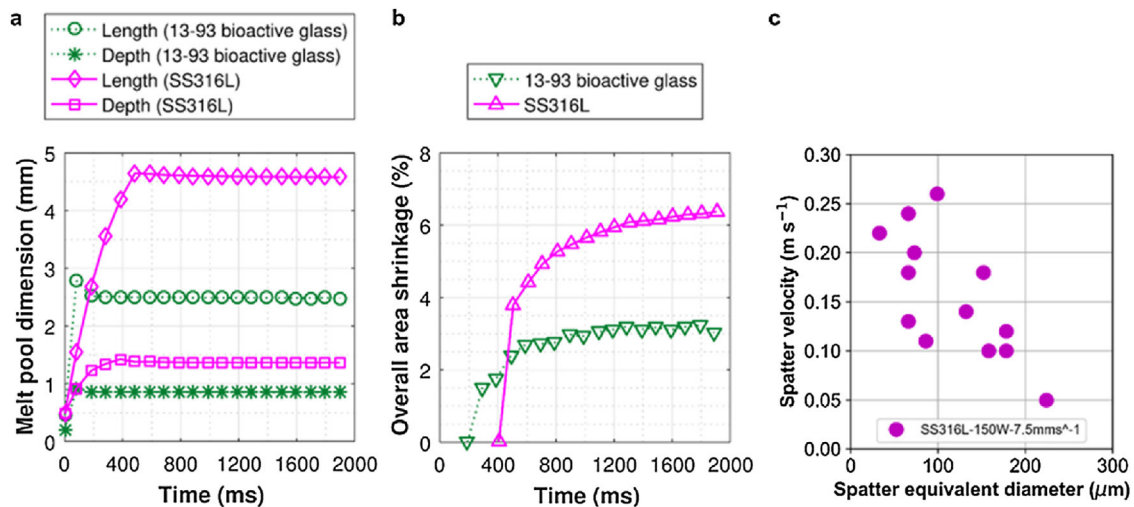 a
Length (13-93 bioactive glass)
Depth (13-93 bioactive glass)
Length (SS316L)
Depth (SS316L)
Melt pool dimension (mm)
5
4
3
2
1
0
0 400 800 1200 1600 2000
Time (ms)
b
13-93 bioactive glass
SS316L
Overall area shrinkage (%)
8
6
4
2
0
0 400 800 1200 1600 2000
Time (ms)
c
Spatter velocity (m s⁻¹)
0.30
0.25
0.20
0.15
0.10
0.05
0.00
SS316L-150W-7.5mms^-1
0 100 200 300
Spatter equivalent diameter (μm)